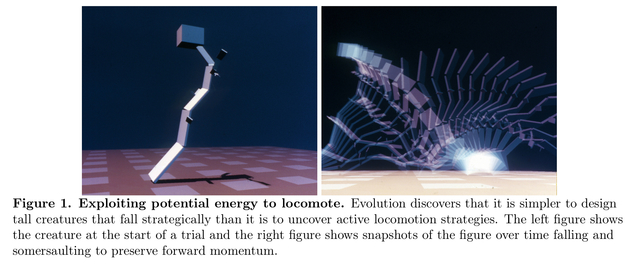 Figure 1. Exploiting potential energy to locomote. Evolution discovers that it is simpler to design
tall creatures that fall strategically than it is to uncover active locomotion strategies. The left figure shows
the creature at the start of a trial and the right figure shows snapshots of the figure over time falling and
somersaulting to preserve forward momentum.